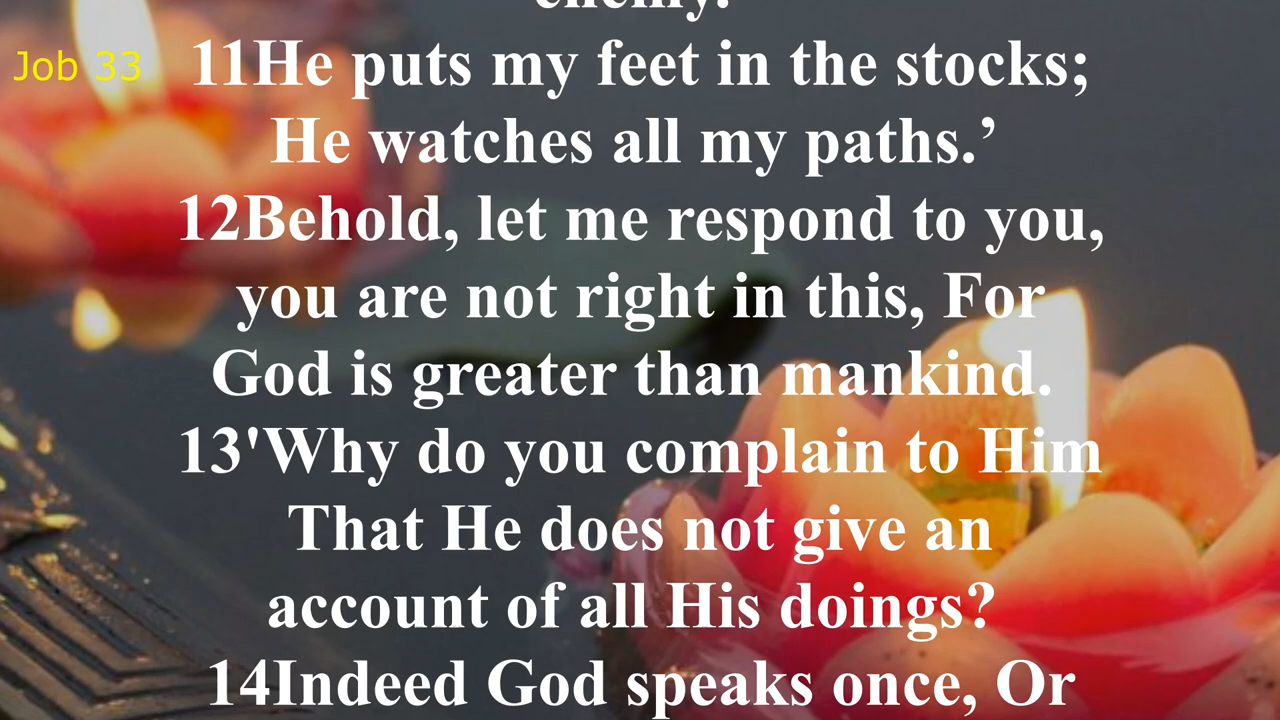 enemy.
Job 33
11He puts my feet in the stocks;
He watches all my paths.’
12Behold, let me respond to you,
you are not right in this, For
God is greater than mankind.
13'Why do you complain to Him
That He does not give an
account of all His doings?
14Indeed God speaks once, Or